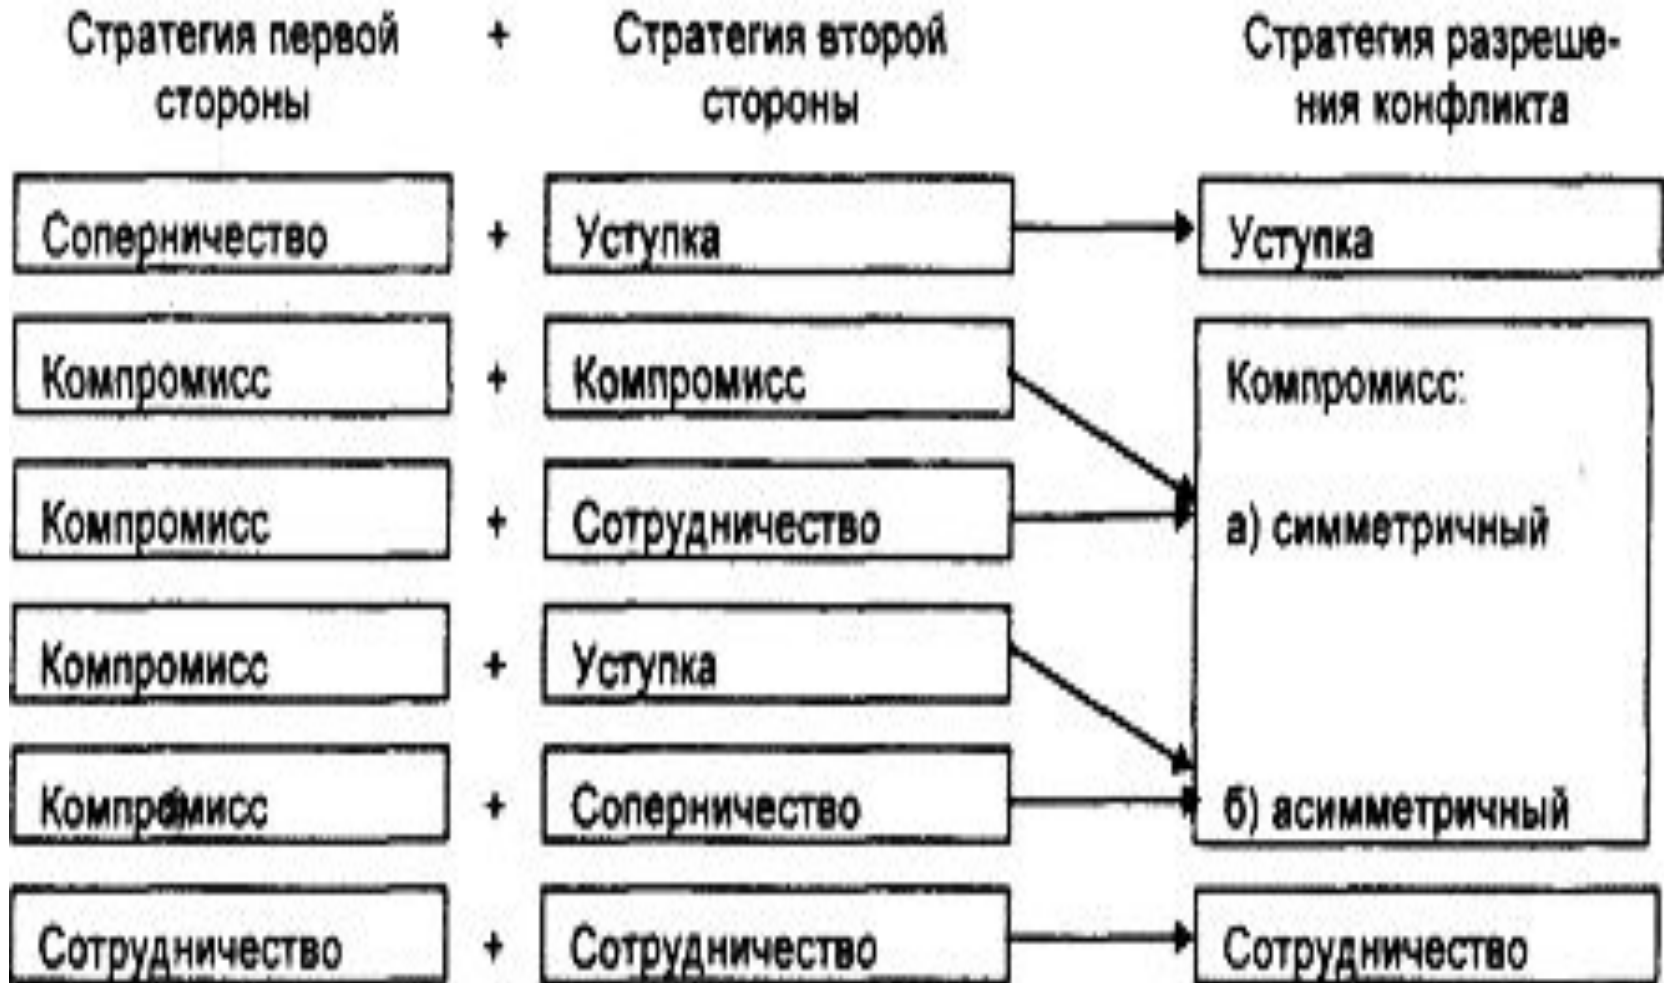 Стратегия первой + Стратегия второй Стратегия разреше-
стороны стороны ния конфликта
Соперничество + Уступка Уступка
Компромисс + Компромисс Компромисс:
Компромисс + Сотрудничество а) симметричный
Компромисс + Уступка
Компромисс + Соперничество б) асимметричный
Сотрудничество + Сотрудничество Сотрудничество